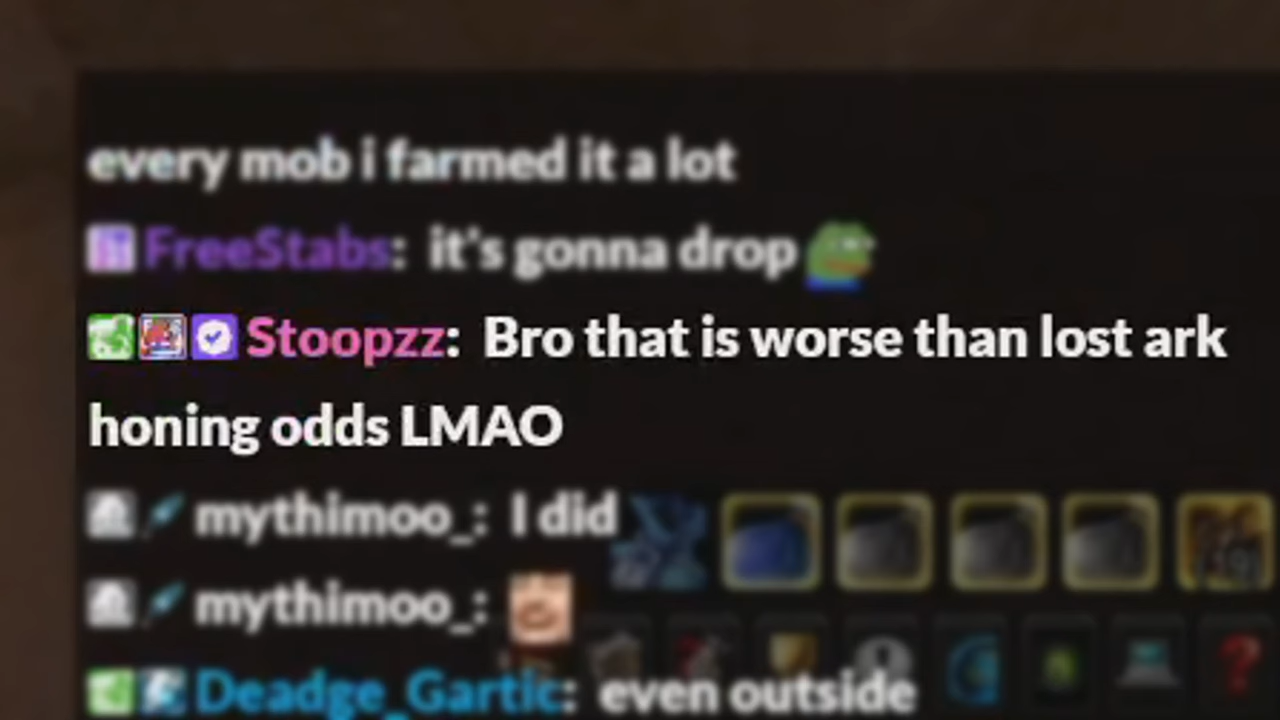 every mob i farmed it a lot
FreeStabs: it's gonna drop
Stoopzz: Bro that is worse than lost ark
honing odds LMAO
mythimoo_: I did
mythimoo_:
Deadge_Gartic: even outside
?